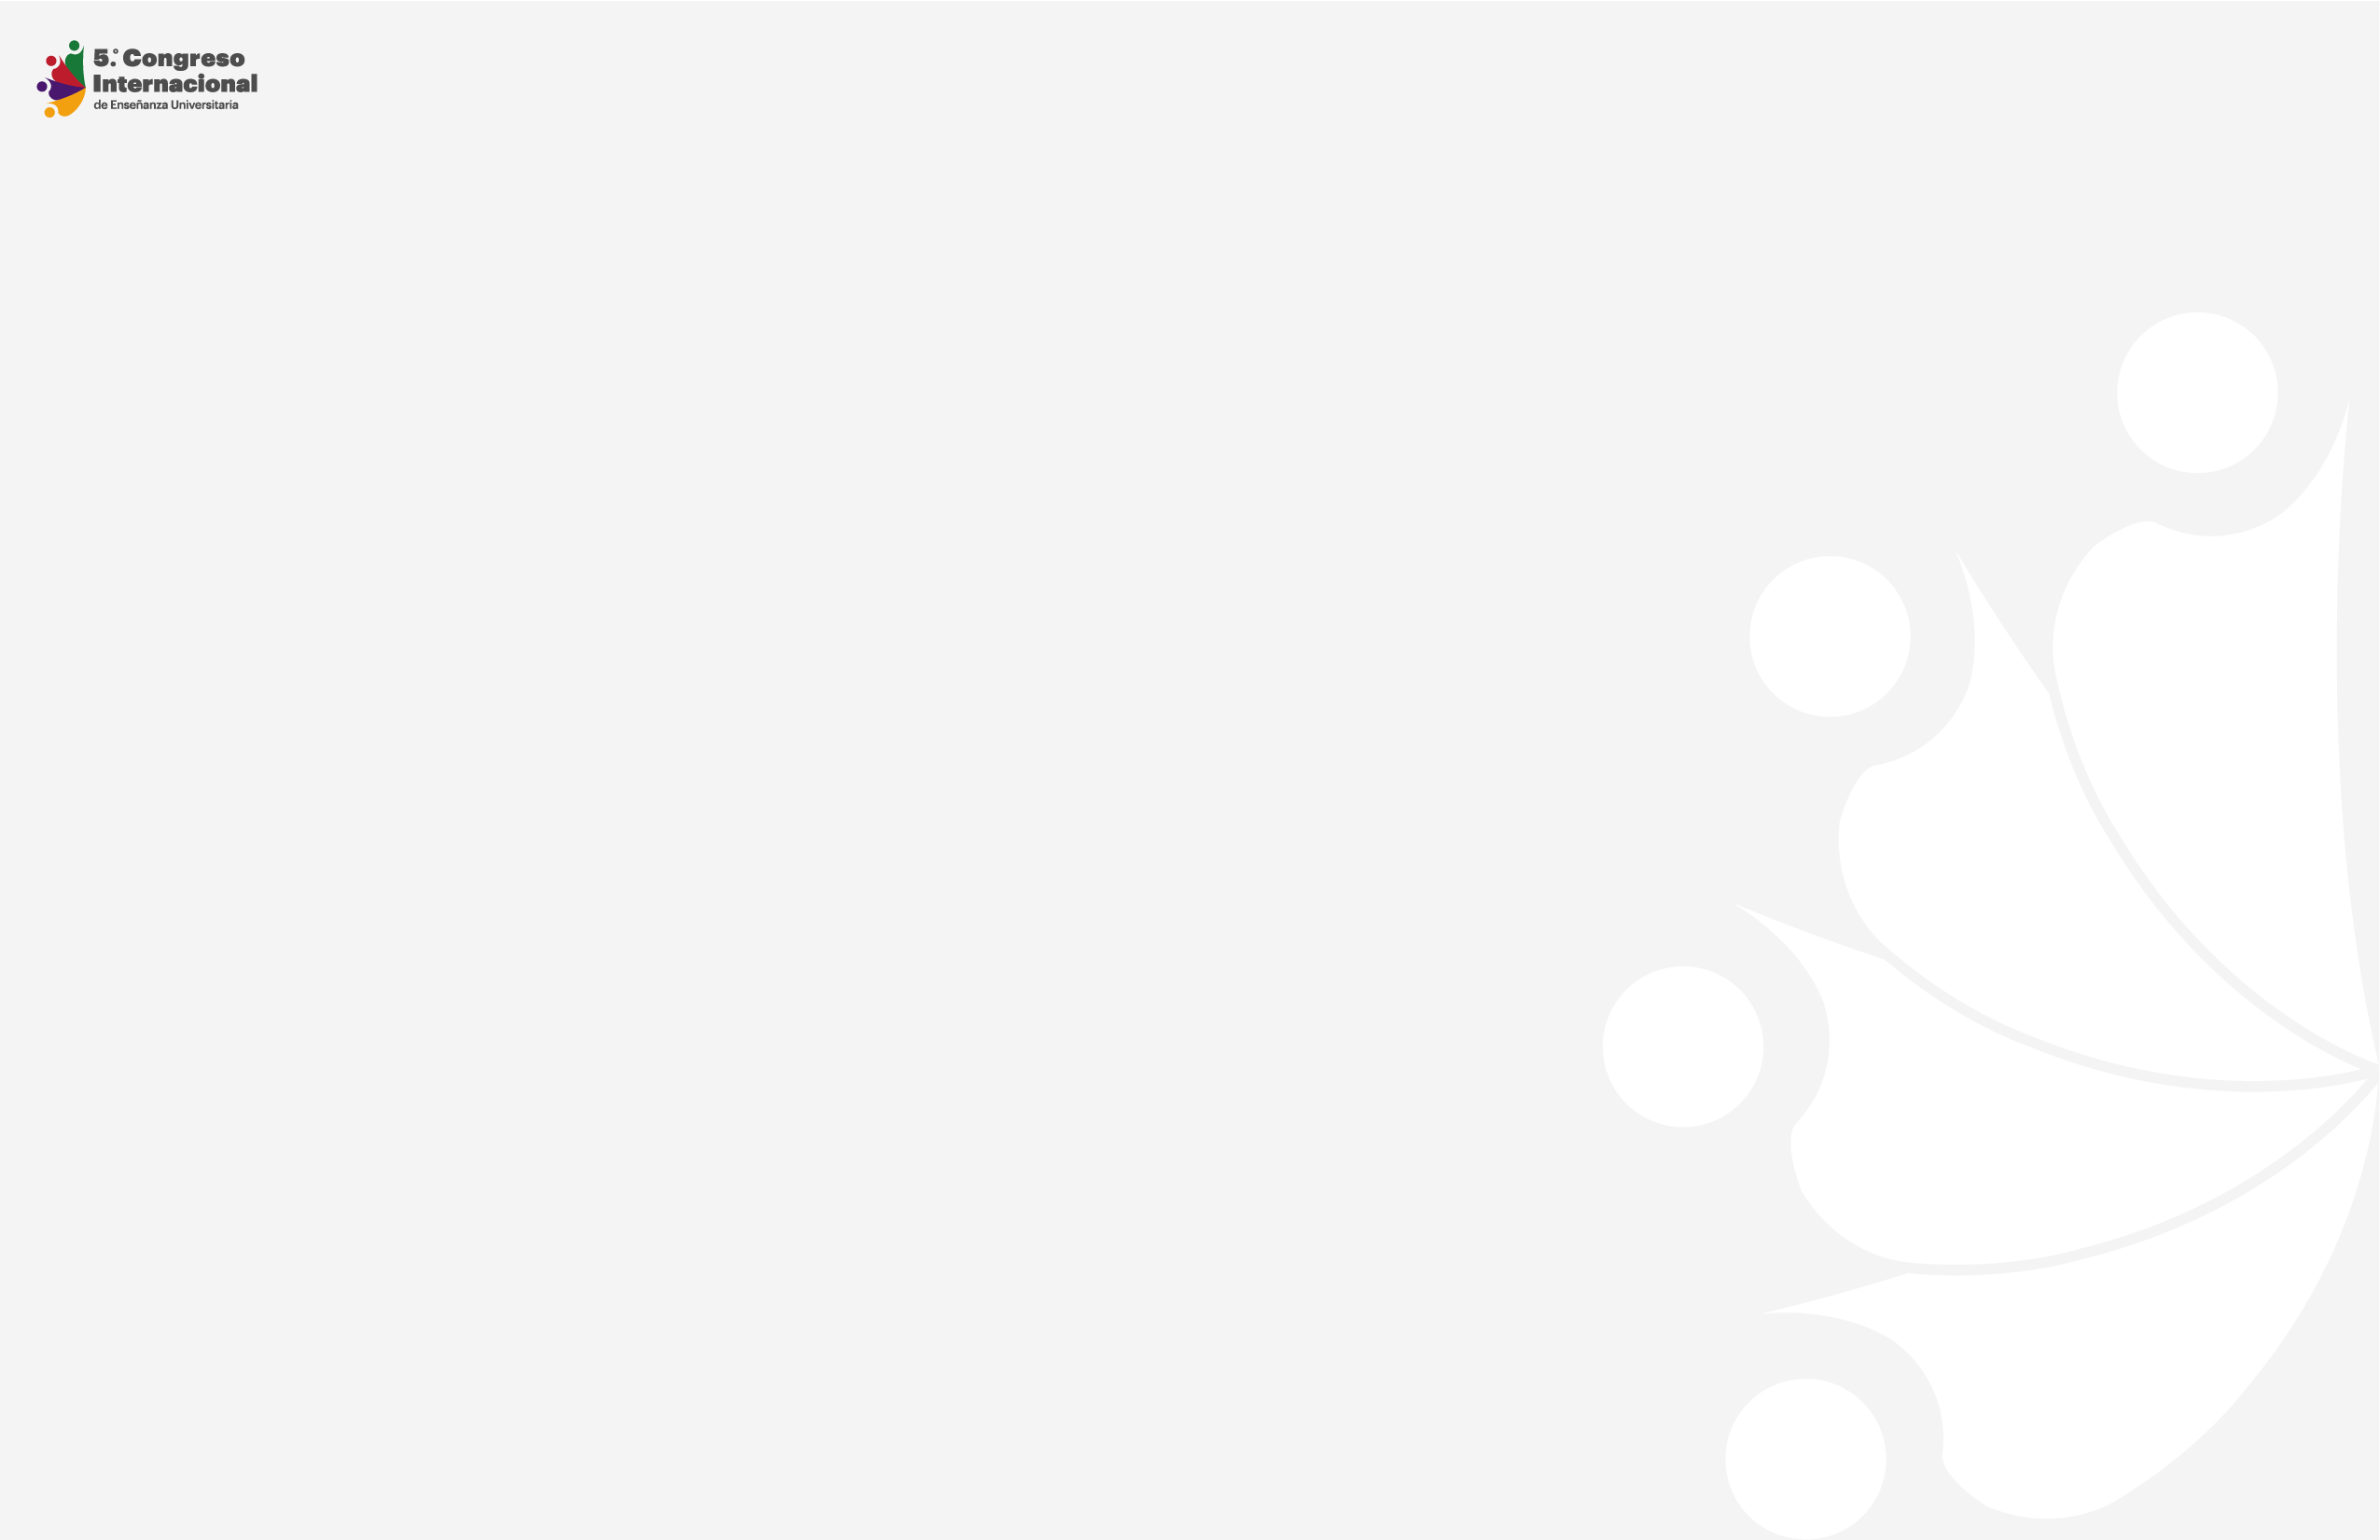 5.° Congreso
Internacional
de Enseñanza Universitaria